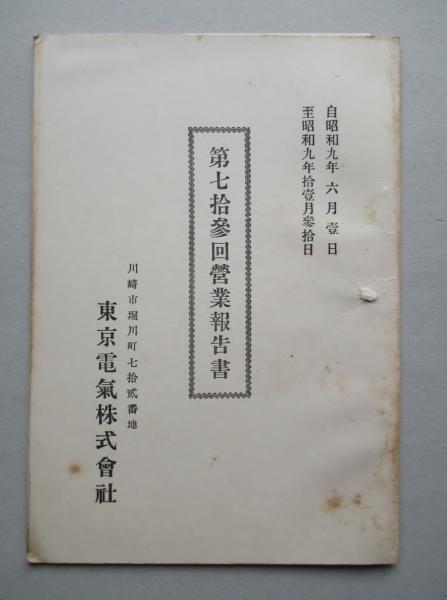 自昭和九年六月壹日
至昭和九年拾壹月參拾日
第七拾參回營業報告書
川崎市堀川町七拾貳番地
東京電氣株式會社